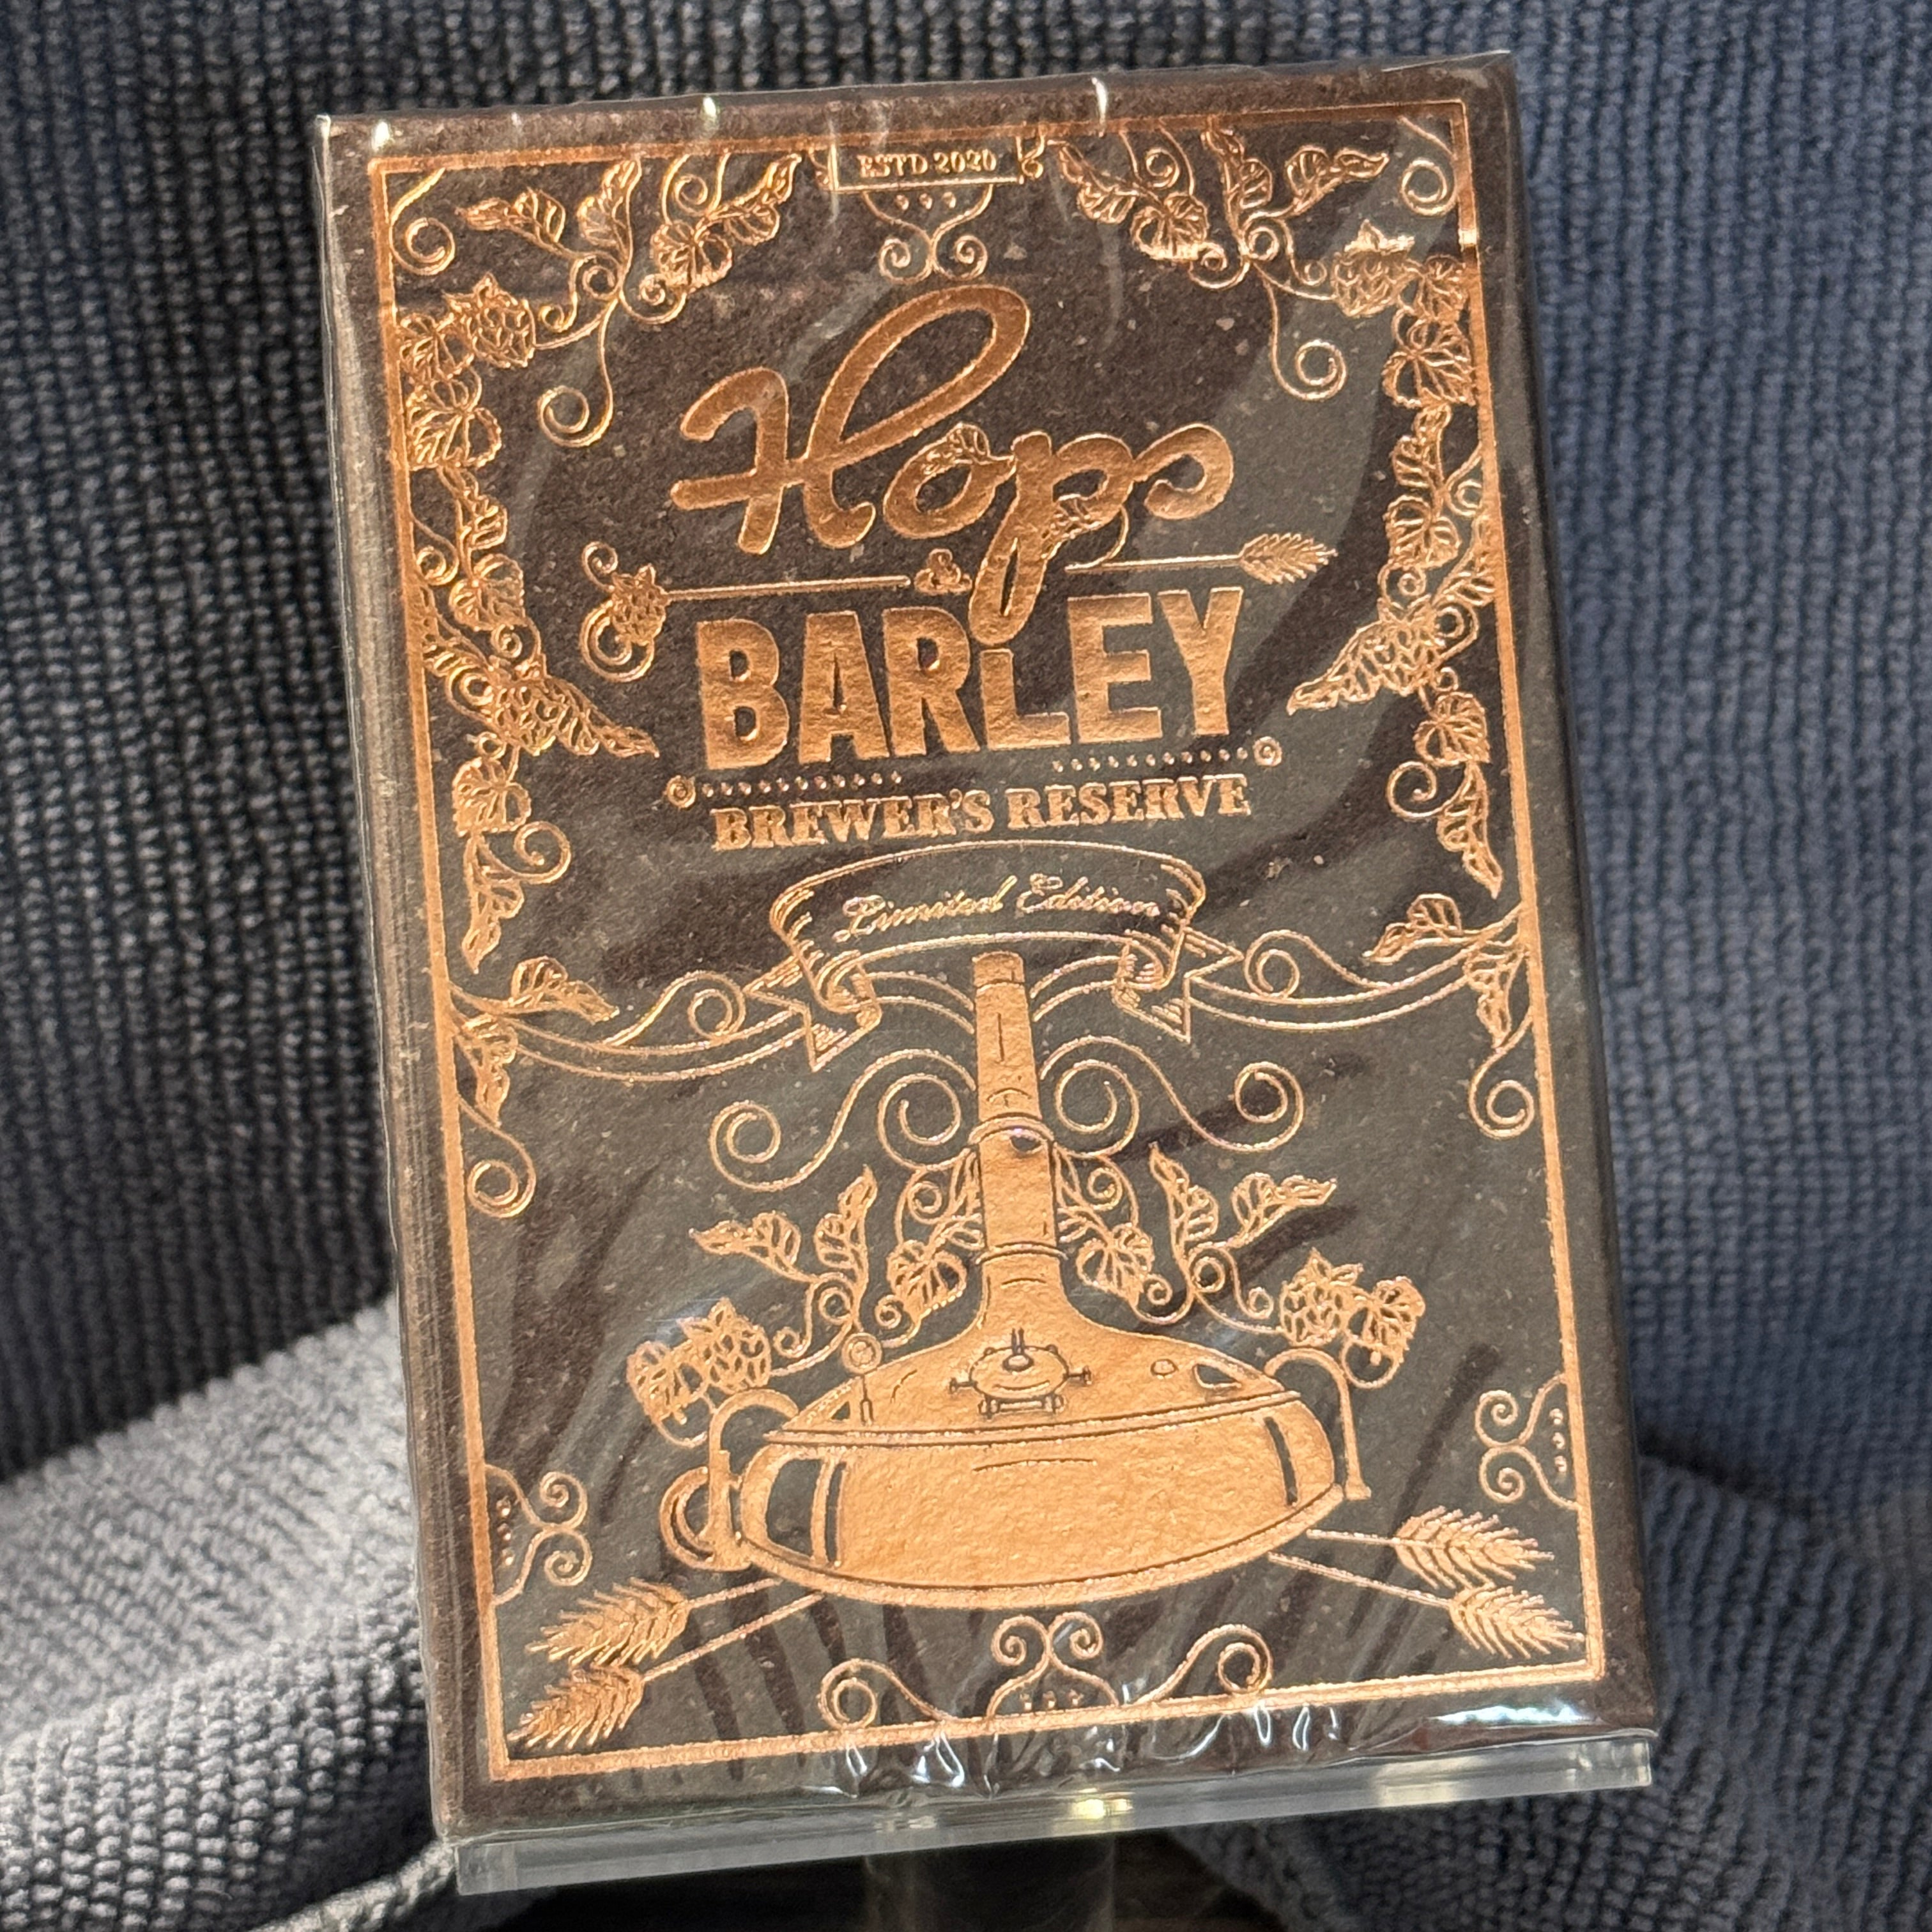 ESTD 2020
Hops
&
BARLEY
BREWER'S RESERVE
Limited Edition